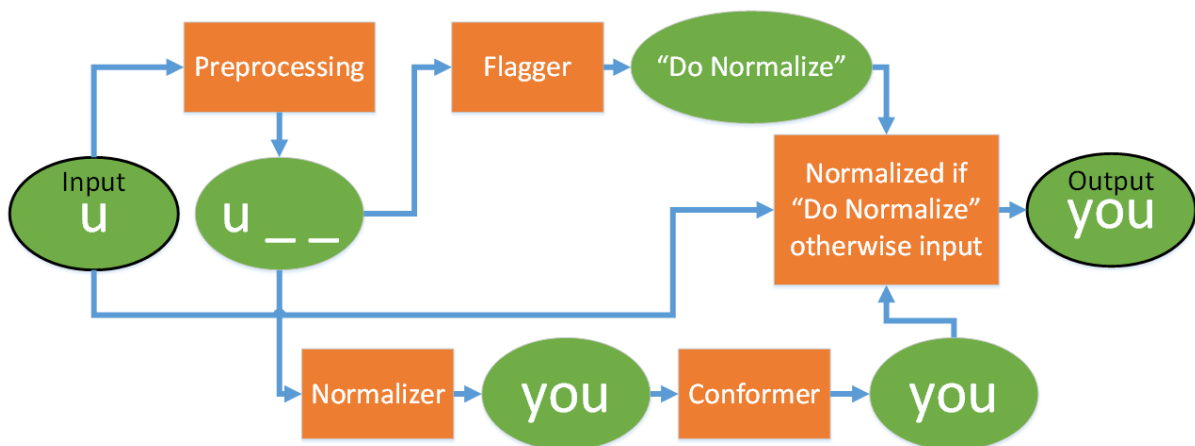 Preprocessing
Flagger
“Do Normalize”
Input
u
u _ _
Normalized if
“Do Normalize”
otherwise input
Output
you
Normalizer
you
Conformer
you